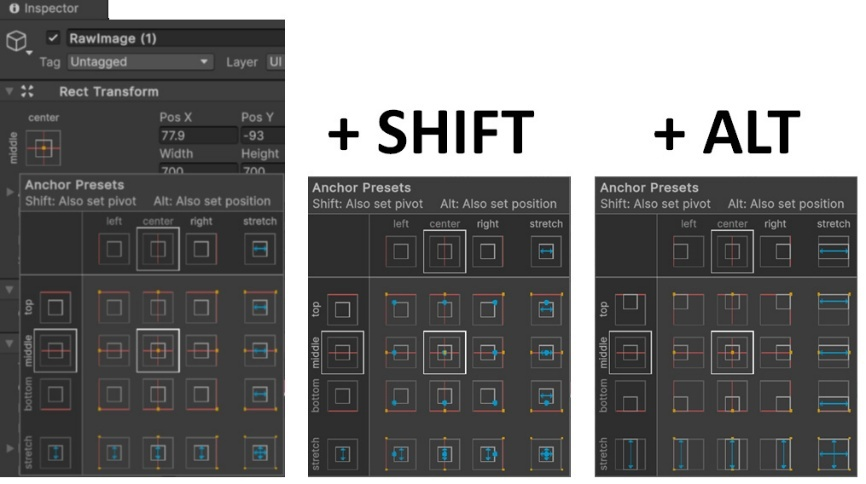 Inspector
RawImage (1)
Tag Untagged Layer UI
Rect Transform
center Pos X Pos Y
middle
77.9 -93
Width Height
700 700
Anchor Presets
Shift: Also set pivot Alt: Also set position
left center right stretch
top
middle
bottom
stretch
+ SHIFT
Anchor Presets
Shift: Also set pivot Alt: Also set position
left center right stretch
top
middle
bottom
stretch
+ ALT
Anchor Presets
Shift: Also set pivot Alt: Also set position
left center right stretch
top
middle
bottom
stretch